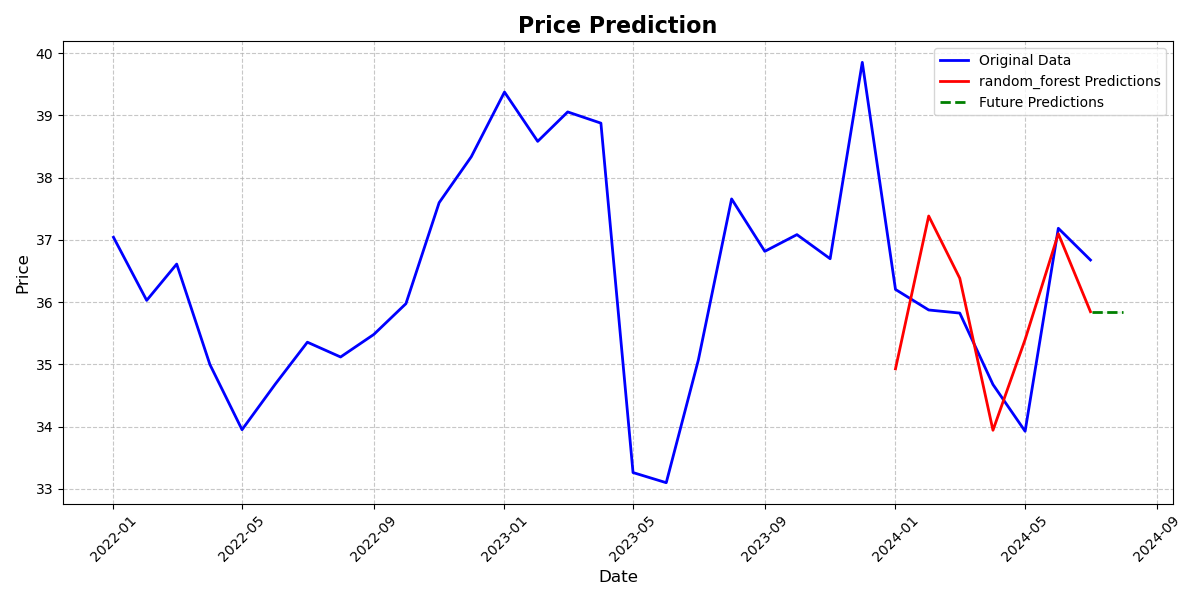 Price Prediction
Original Data
random_forest Predictions
Future Predictions
Price
40
39
38
37
36
35
34
33
2022-01
2022-05
2022-09
2023-01
2023-05
2023-09
2024-01
2024-05
2024-09
Date